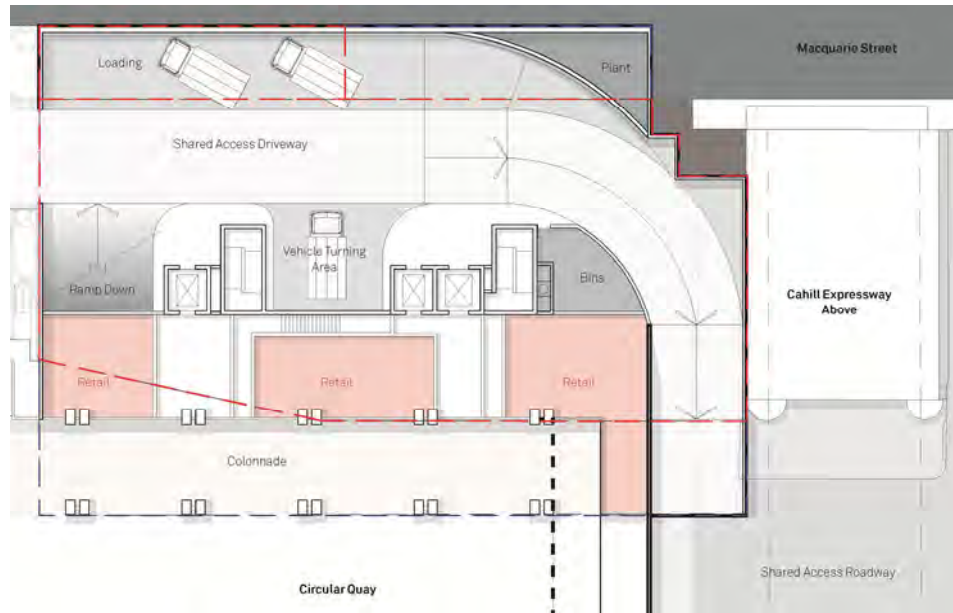 Macquarie Street
Loading
Plant
Shared Access Driveway
Vehicle Turning
Area
Ramp Down
Bins
Cahill Expressway
Above
Retail
Retail
Retail
Colonnade
Shared Access Roadway
Circular Quay